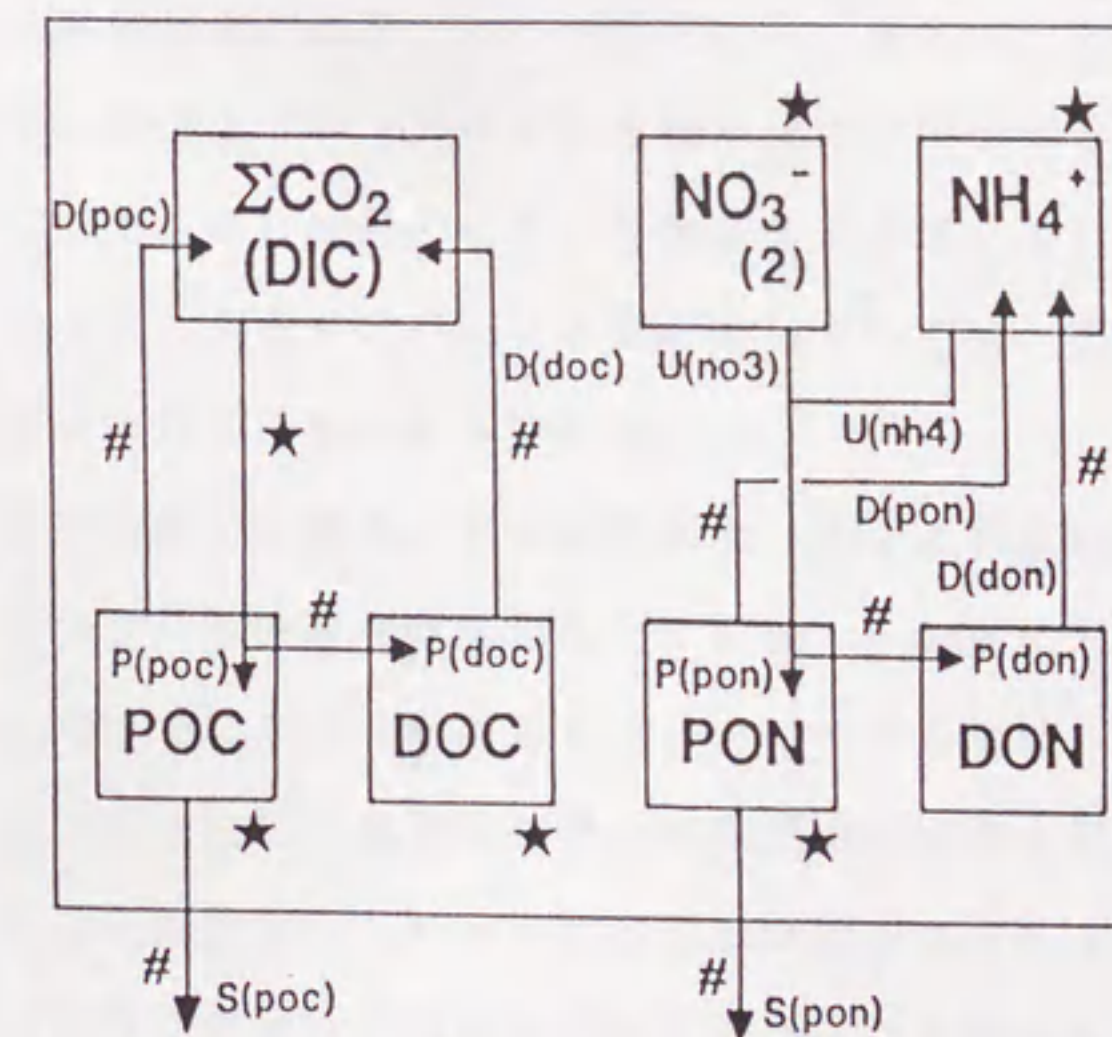 ★ ★
ΣCO₂ NO₃⁻ NH₄⁺
D(poc) (DIC) (2)
D(doc) U(no3)
# ★ # U(nh4) #
# D(pon)
D(don)
# #
P(poc) P(doc) P(pon) P(don)
POC DOC PON DON
★ ★ ★
# #
S(poc) S(pon)